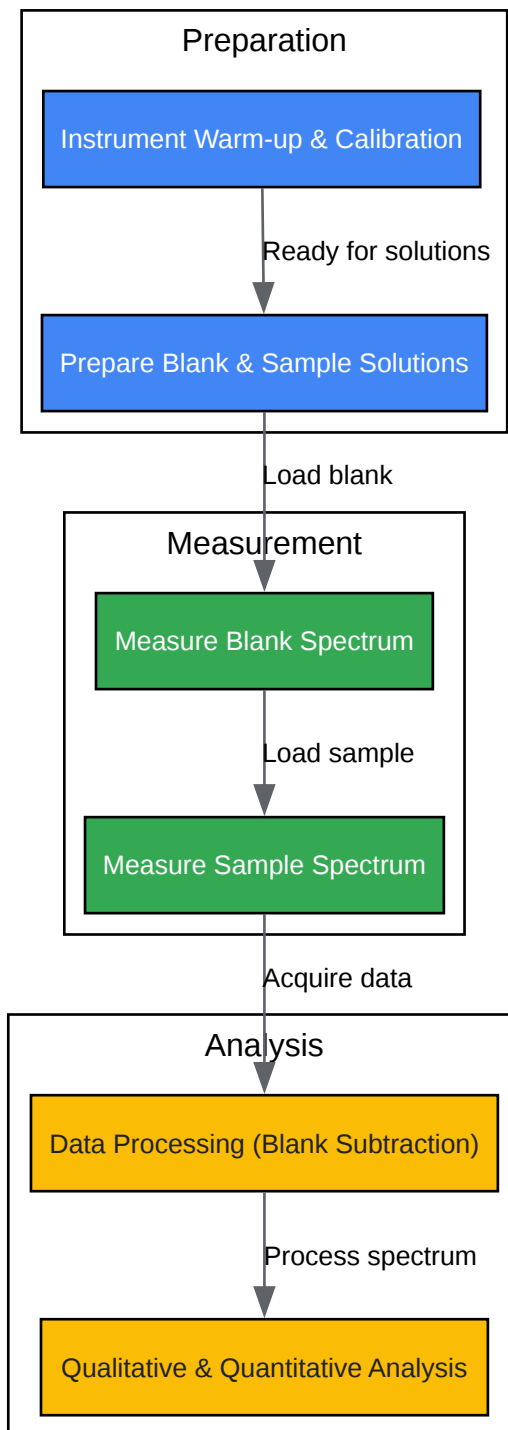 Preparation
Instrument Warm-up & Calibration
Ready for solutions
Prepare Blank & Sample Solutions
Load blank
Measurement
Measure Blank Spectrum
Load sample
Measure Sample Spectrum
Acquire data
Analysis
Data Processing (Blank Subtraction)
Process spectrum
Qualitative & Quantitative Analysis